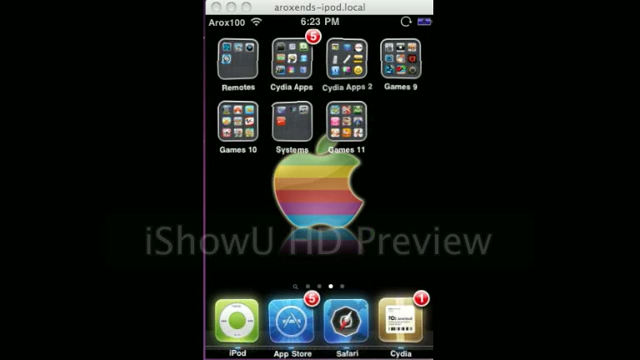 aroxends-ipod.local
Arox100 6:23 PM
5
Remotes Cydia Apps Cydia Apps 2 Games 9
Games 10 Systems Games 11
iShowU HD Preview
5 1
iPod App Store Safari Cydia